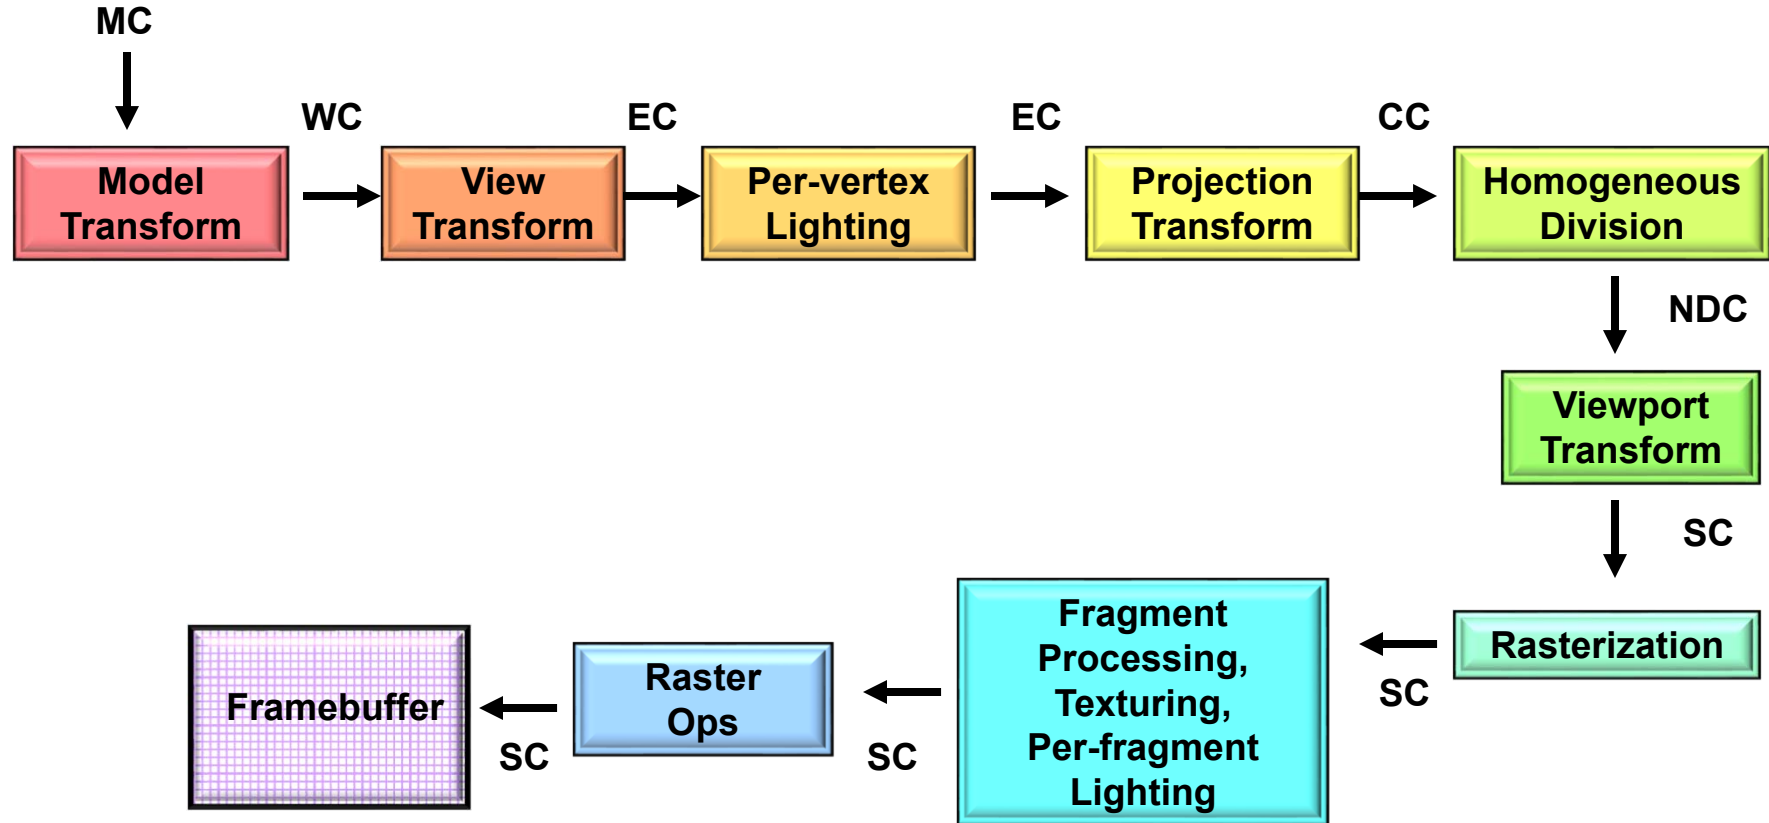 MC
WC
EC
EC
CC
Model
Transform
View
Transform
Per-vertex
Lighting
Projection
Transform
Homogeneous
Division
NDC
Viewport
Transform
SC
Rasterization
SC
Fragment
Processing,
Texturing,
Per-fragment
Lighting
SC
Raster
Ops
SC
Framebuffer